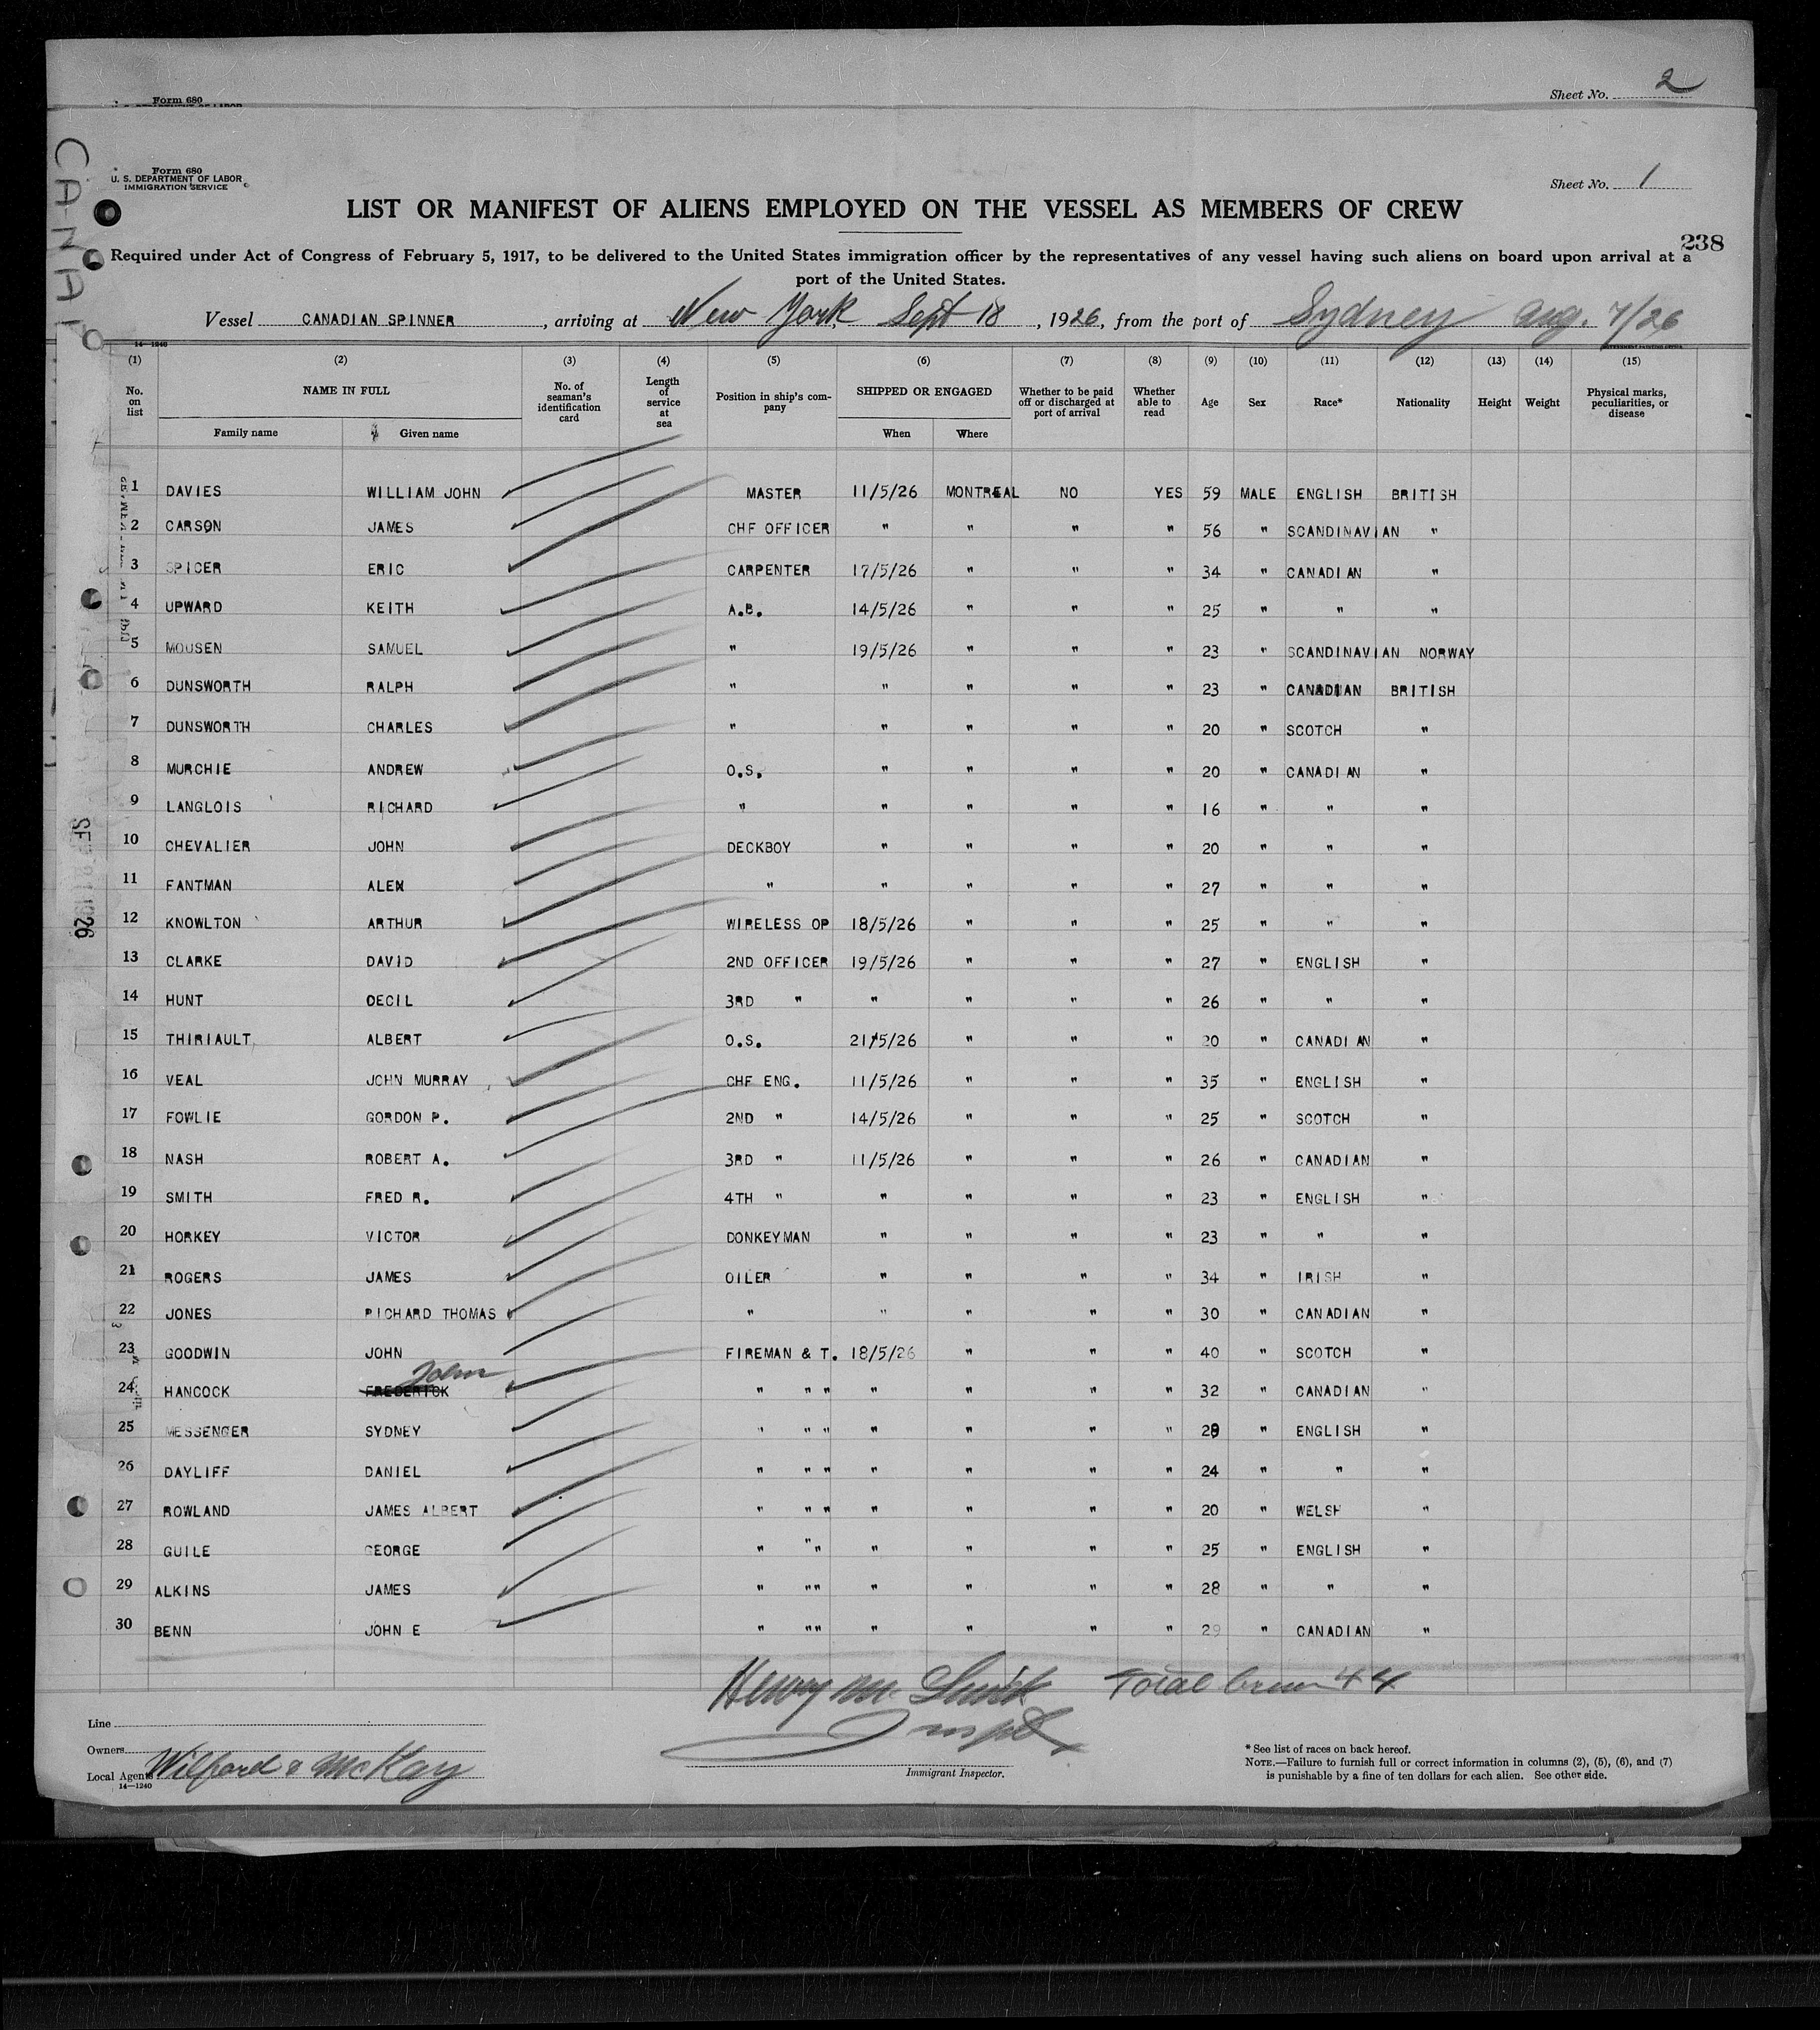 Form 680
Sheet No. 2
CANAL
Form 680
U. S. DEPARTMENT OF LABOR
IMMIGRATION SERVICE
Sheet No. 1
LIST OR MANIFEST OF ALIENS EMPLOYED ON THE VESSEL AS MEMBERS OF CREW
238
Required under Act of Congress of February 5, 1917, to be delivered to the United States immigration officer by the representatives of any vessel having such aliens on board upon arrival at a
port of the United States.
Vessel CANADIAN SPINNER, arriving at New York Sept 18, 1926, from the port of Sydney Aug. 7/26
14—1240
(1) (2) (3) (4) (5) (6) (7) (8) (9) (10) (11) (12) (13) (14) (15)
No. on list NAME IN FULL No. of seaman's identification card Length of service at sea Position in ship's company SHIPPED OR ENGAGED Whether to be paid off or discharged at port of arrival Whether able to read Age Sex Race* Nationality Height Weight Physical marks, peculiarities, or disease
Family name Given name When Where
1 DAVIES WILLIAM JOHN MASTER 11/5/26 MONTREAL NO YES 59 MALE ENGLISH BRITISH
2 CARSON JAMES CHF OFFICER " " " " 56 " SCANDINAVIAN "
3 SPICER ERIC CARPENTER 17/5/26 " " " 34 " CANADIAN "
4 UPWARD KEITH A.B. 14/5/26 " " " 25 " " "
5 MOUSEN SAMUEL " 19/5/26 " " " 23 " SCANDINAVIAN NORWAY
6 DUNSWORTH RALPH " " " " " 23 " CANADIAN BRITISH
7 DUNSWORTH CHARLES " " " " " 20 " SCOTCH "
8 MURCHIE ANDREW O.S. " " " " 20 " CANADIAN "
9 LANGLOIS RICHARD " " " " " 16 " " "
10 CHEVALIER JOHN DECKBOY " " " " 20 " " "
11 FANTMAN ALEX " " " " " 27 " " "
12 KNOWLTON ARTHUR WIRELESS OP 18/5/26 " " " 25 " " "
13 CLARKE DAVID 2ND OFFICER 19/5/26 " " " 27 " ENGLISH "
14 HUNT CECIL 3RD " " " " " 26 " " "
15 THIRIAULT ALBERT O.S. 21/5/26 " " " 20 " CANADIAN "
16 VEAL JOHN MURRAY CHF ENG. 11/5/26 " " " 35 " ENGLISH "
17 FOWLIE GORDON P. 2ND " 14/5/26 " " " 25 " SCOTCH "
18 NASH ROBERT A. 3RD " 11/5/26 " " " 26 " CANADIAN "
19 SMITH FRED R. 4TH " " " " " 23 " ENGLISH "
20 HORKEY VICTOR DONKEYMAN " " " " 23 " " "
21 ROGERS JAMES OILER " " " " 34 " IRISH "
22 JONES RICHARD THOMAS " " " " " 30 " CANADIAN "
23 GOODWIN JOHN FIREMAN & T. 18/5/26 " " " 40 " SCOTCH "
John
24 HANCOCK FREDERICK " " " " " " " 32 " CANADIAN "
25 MESSENGER SYDNEY " " " " " " " 28 " ENGLISH "
26 DAYLIFF DANIEL " " " " " " " 24 " " "
27 ROWLAND JAMES ALBERT " " " " " " " 20 " WELSH "
28 GUILE GEORGE " " " " " " " 25 " ENGLISH "
29 ALKINS JAMES " " " " " " " 28 " " "
30 BENN JOHN E " " " " " " " 29 " CANADIAN "
Total Crew 44
Line
Owners
Local Agents Wilford & McKay
14—1240
Immigrant Inspector.
* See list of races on back hereof.
NOTE.—Failure to furnish full or correct information in columns (2), (5), (6), and (7)
is punishable by a fine of ten dollars for each alien. See other side.